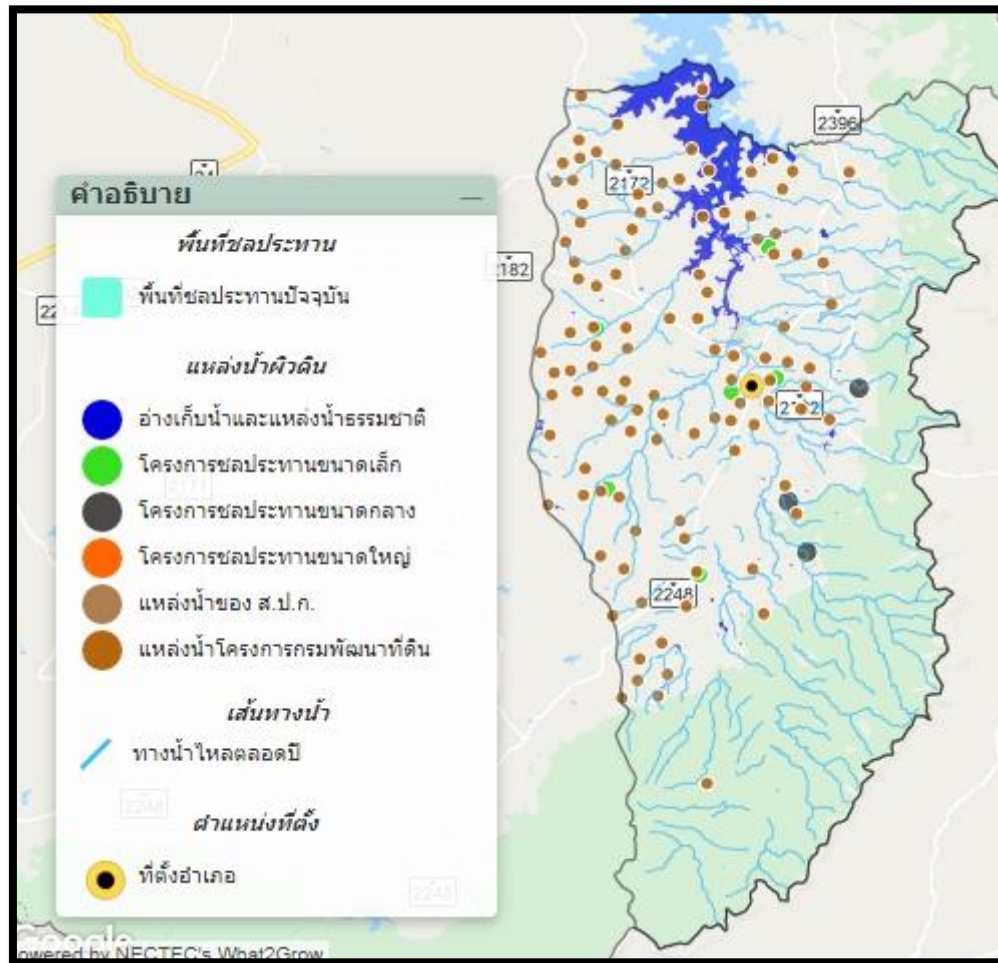 2396
24
2172
คำอธิบาย
พื้นที่ชลประทาน
2182
พื้นที่ชลประทานปัจจุบัน
แหล่งน้ำผิวดิน
อ่างเก็บน้ำและแหล่งน้ำธรรมชาติ
โครงการชลประทานขนาดเล็ก
2171
โครงการชลประทานขนาดกลาง
โครงการชลประทานขนาดใหญ่
แหล่งน้ำของ ส.ป.ก.
2248
แหล่งน้ำโครงการกรมพัฒนาที่ดิน
เส้นทางน้ำ
ทางน้ำไหลตลอดปี
2248
ตำแหน่งที่ตั้ง
ที่ตั้งอำเภอ
2248
Google
owered by NECTEC's What2Grow